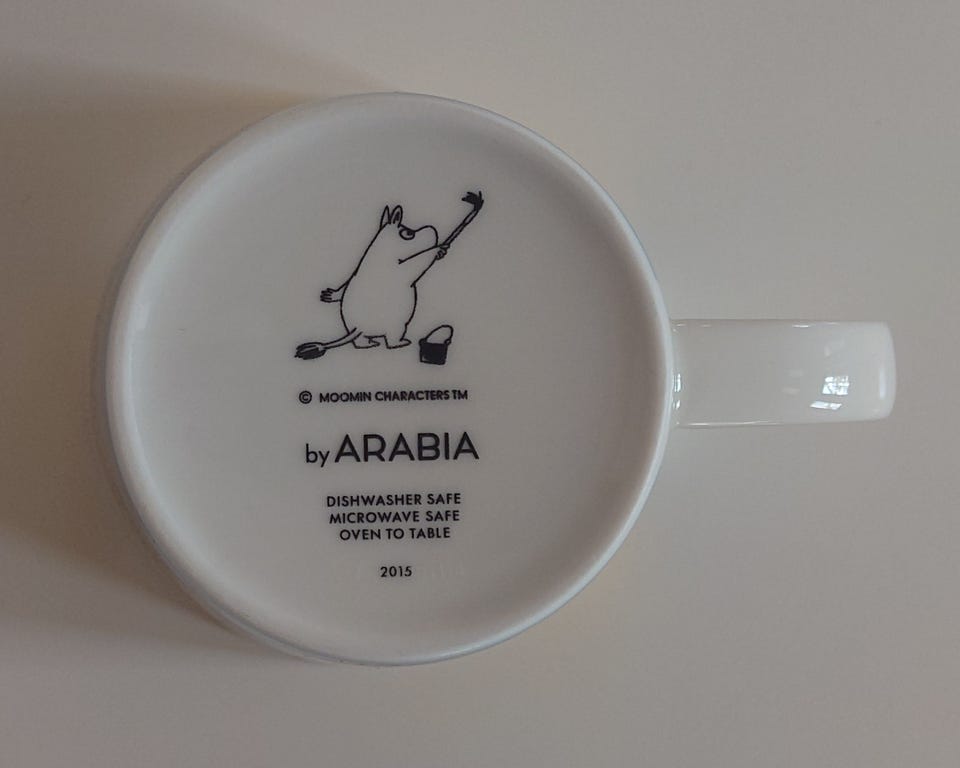 © MOOMIN CHARACTERS TM
by ARABIA
DISHWASHER SAFE
MICROWAVE SAFE
OVEN TO TABLE
2015